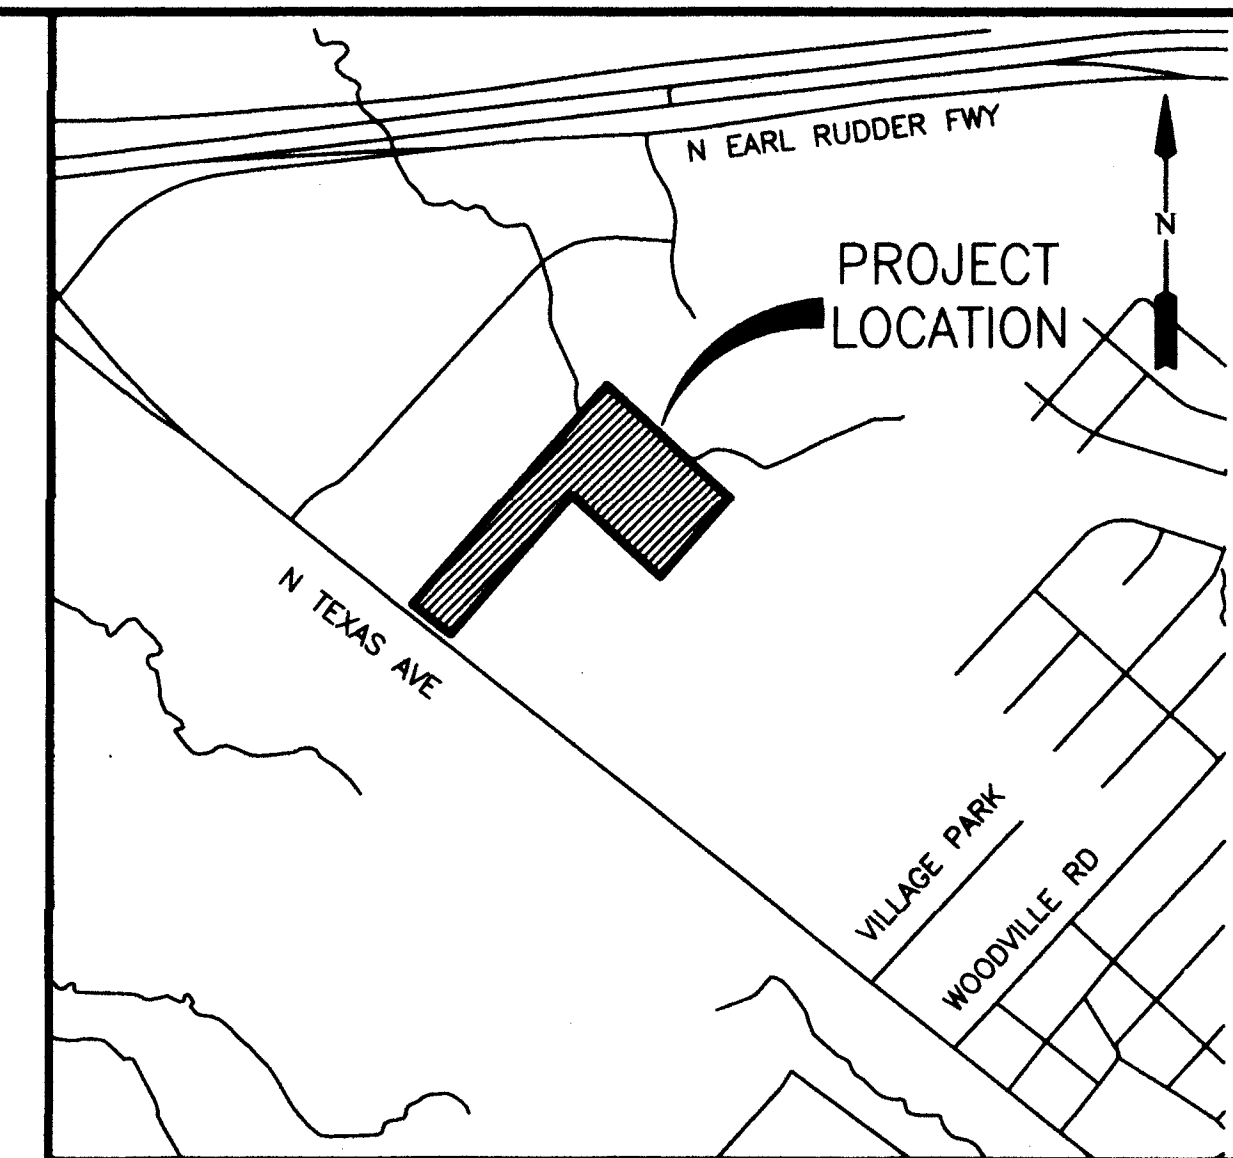 N EARL RUDDER FWY
N
PROJECT
LOCATION
N TEXAS AVE
VILLAGE PARK
WOODVILLE RD